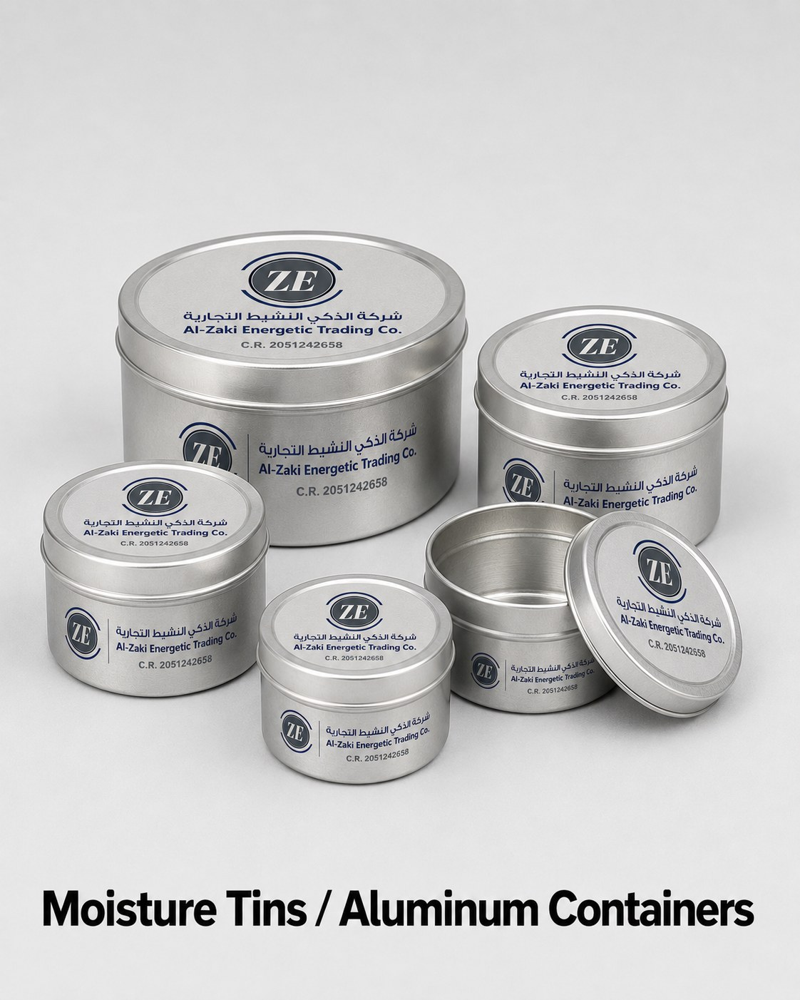 ZE
شركة الذكي النشيط التجارية
Al-Zaki Energetic Trading Co.
C.R. 2051242658
ZE
شركة الذكي النشيط التجارية
Al-Zaki Energetic Trading Co.
C.R. 2051242658
ZE
شركة الذكي النشيط التجارية
Al-Zaki Energetic Trading Co.
C.R. 2051242658
ZE
شركة الذكي النشيط التجارية
Al-Zaki Energetic Trading Co.
ZE
شركة الذكي النشيط التجارية
Al-Zaki Energetic Trading Co.
C.R. 2051242658
ZE
شركة الذكي النشيط التجارية
Al-Zaki Energetic Trading Co.
C.R. 2051242658
ZE
شركة الذكي النشيط التجارية
Al-Zaki Energetic Trading Co.
C.R. 2051242658
ZE
شركة الذكي النشيط التجارية
Al-Zaki Energetic Trading Co.
C.R. 2051242658
ZE
شركة الذكي النشيط التجارية
Al-Zaki Energetic Trading Co.
C.R. 2051242658
ZE
شركة الذكي النشيط التجارية
Al-Zaki Energetic Trading Co.
C.R. 2051242658
Moisture Tins / Aluminum Containers